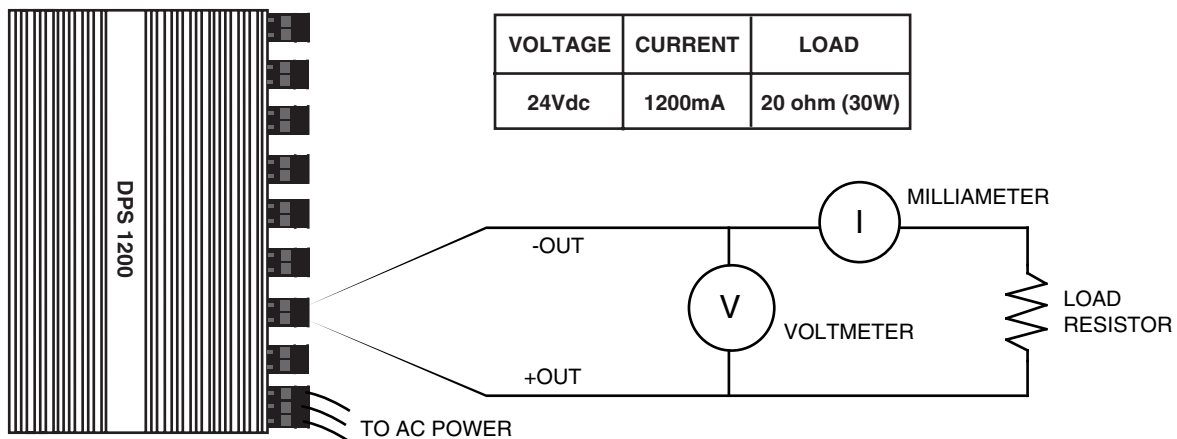 DPS 1200
VOLTAGE CURRENT LOAD
24Vdc 1200mA 20 ohm (30W)
MILLIAMETER
I
-OUT
V
VOLTMETER
LOAD
RESISTOR
+OUT
TO AC POWER